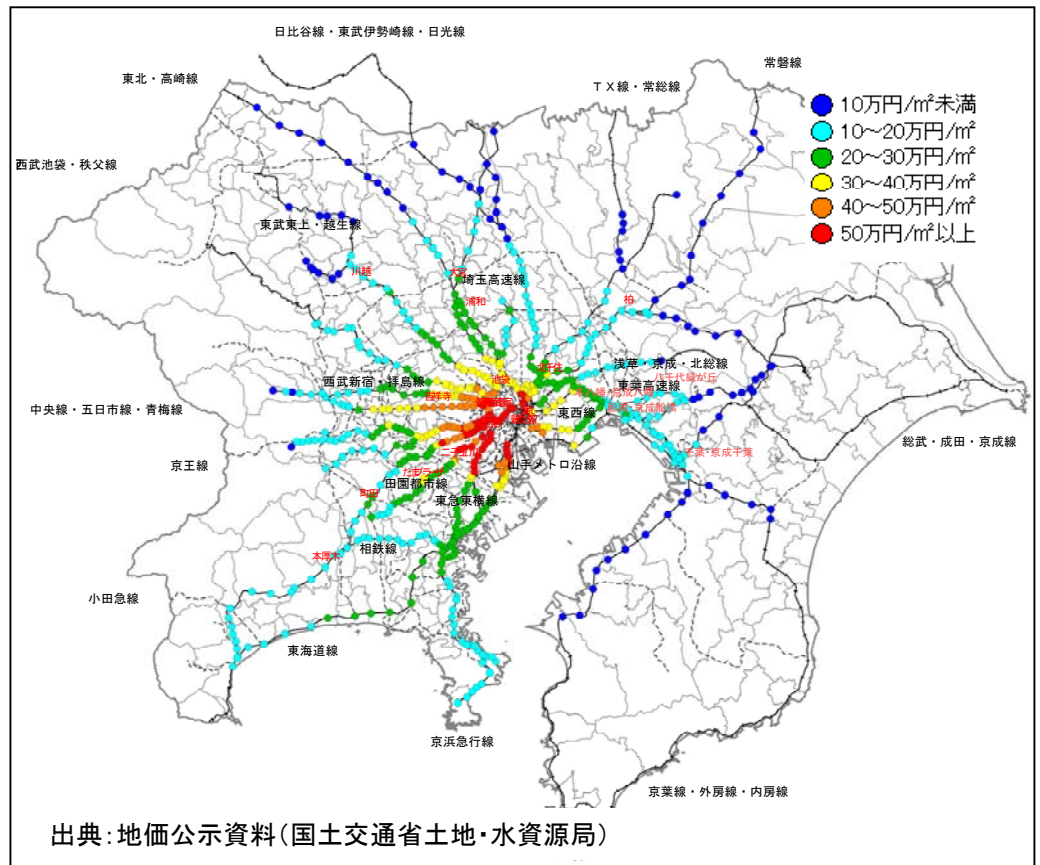 日比谷線・東武伊勢崎線・日光線
常磐線
東北・高崎線
TX線・常総線
10万円/㎡未満
10～20万円/㎡
20～30万円/㎡
30～40万円/㎡
40～50万円/㎡
50万円/㎡以上
西武池袋・秩父線
東武東上・越生線
川越
大宮
埼玉高速線
浦和
柏
北千住
浅草・京成・北総線
八千代緑が丘
東葉高速線
池袋
西武新宿・拝島線
吉祥寺
東西線
中央線・五日市線・青梅線
総武・成田・京成線
京王線
二子玉川
山手メトロ沿線
千葉・京成千葉
たまプラーザ
田園都市線
町田
東急東横線
相鉄線
本厚木
小田急線
東海道線
京浜急行線
京葉線・外房線・内房線
出典：地価公示資料（国土交通省土地・水資源局）